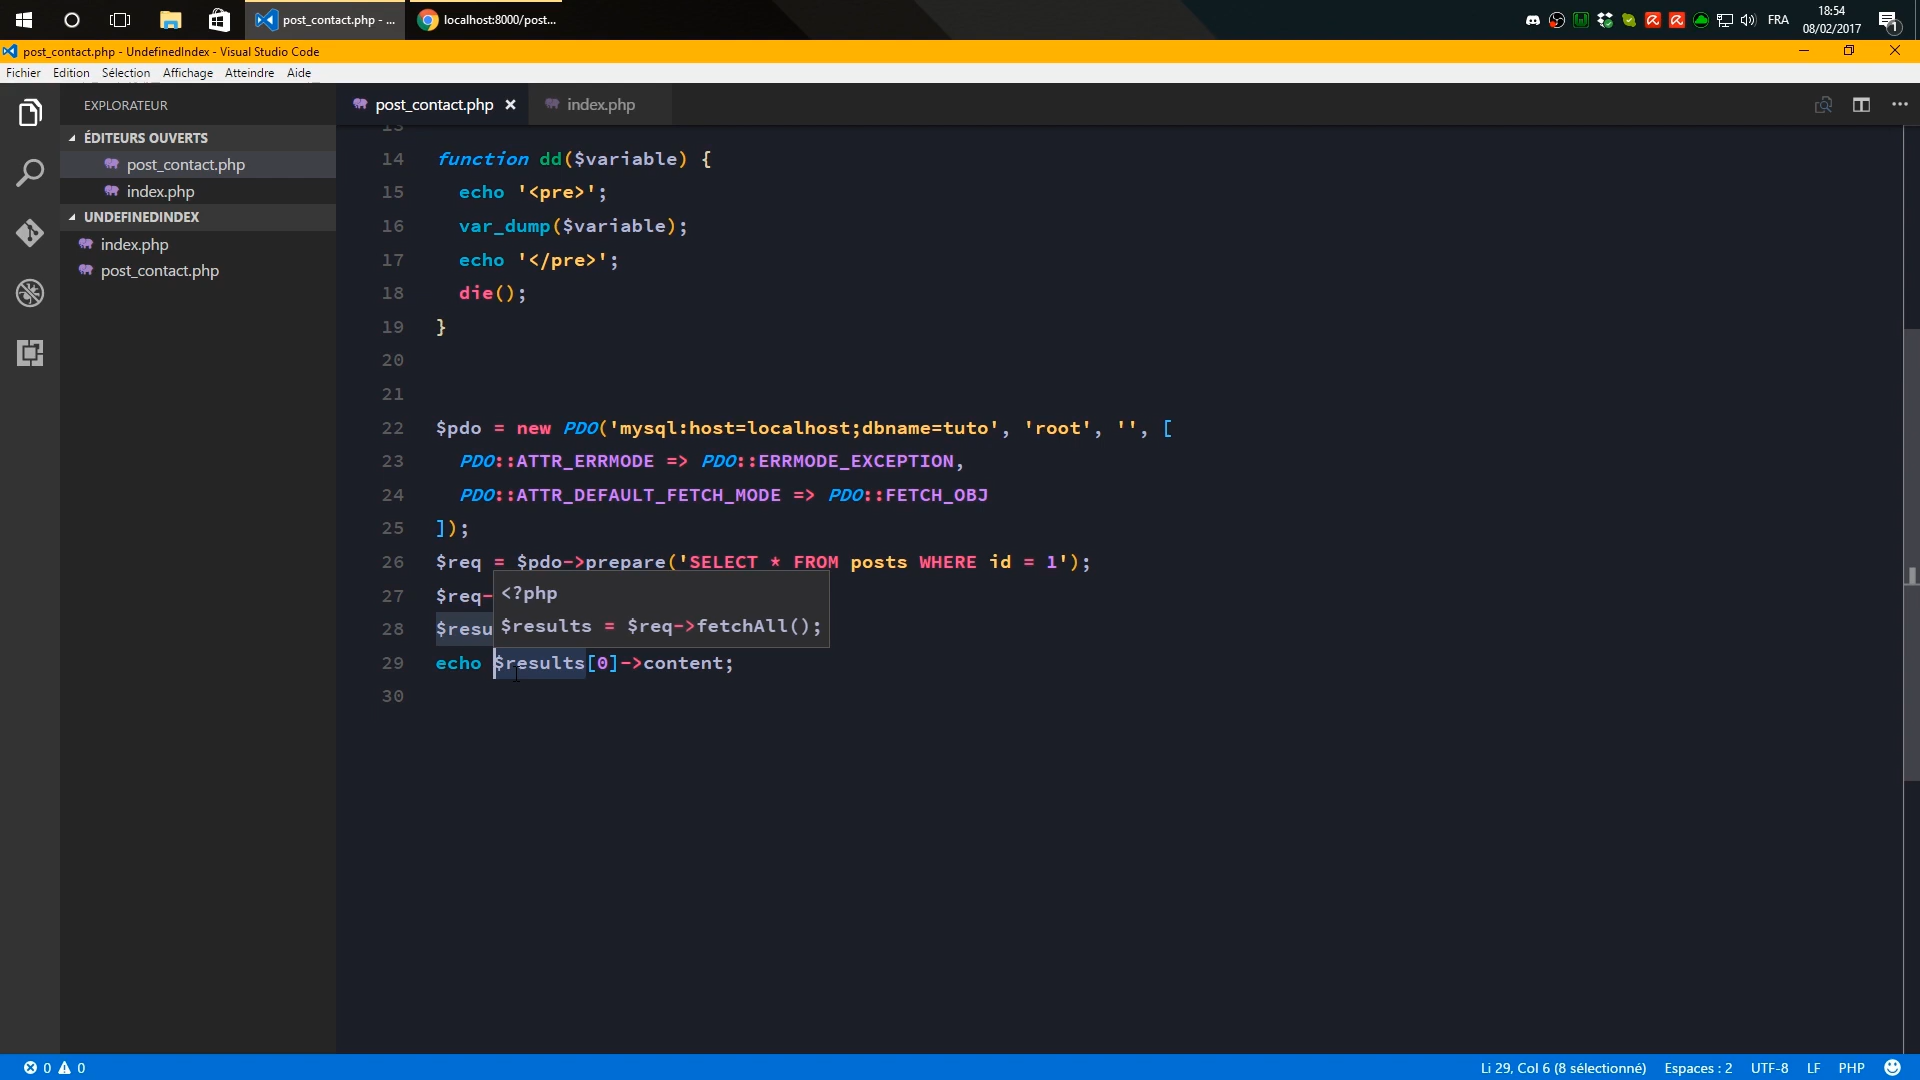 post_contact.php - ...
localhost:8000/post...
FRA
18:54
08/02/2017
1
post_contact.php - UndefinedIndex - Visual Studio Code
Fichier Edition Sélection Affichage Atteindre Aide
EXPLORATEUR
ÉDITEURS OUVERTS
post_contact.php
index.php
UNDEFINEDINDEX
index.php
post_contact.php
post_contact.php
index.php
13
14 function dd($variable) {
15 echo '<pre>';
16 var_dump($variable);
17 echo '</pre>';
18 die();
19 }
20
21
22 $pdo = new PDO('mysql:host=localhost;dbname=tuto', 'root', '', [
23 PDO::ATTR_ERRMODE => PDO::ERRMODE_EXCEPTION,
24 PDO::ATTR_DEFAULT_FETCH_MODE => PDO::FETCH_OBJ
25 ]);
26 $req = $pdo->prepare('SELECT * FROM posts WHERE id = 1');
<?php
27 $req-
$results = $req->fetchAll();
28 $resu
29 echo $results[0]->content;
30
0 0
Li 29, Col 6 (8 sélectionné) Espaces : 2 UTF-8 LF PHP